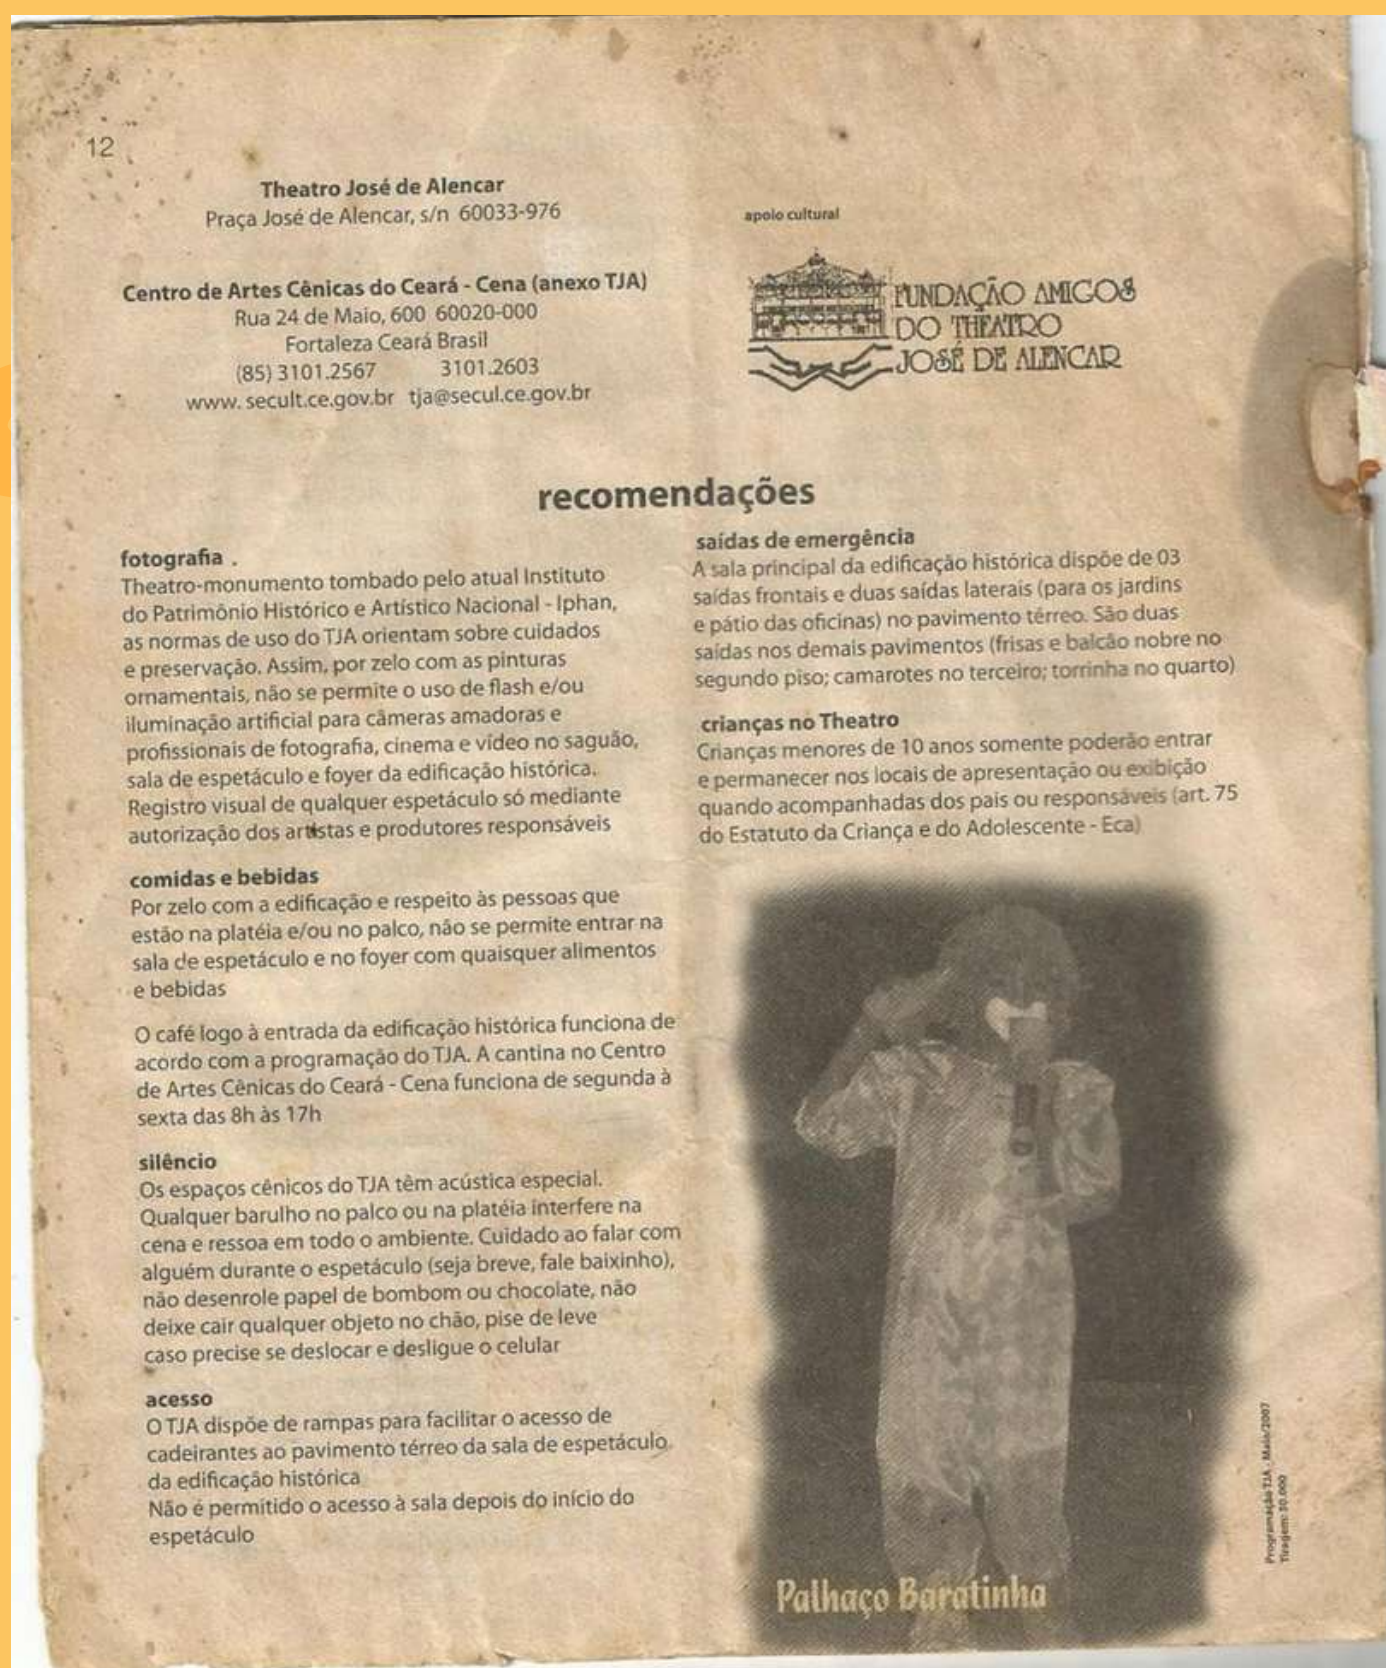 12
Theatro José de Alencar
Praça José de Alencar, s/n 60033-976
Centro de Artes Cênicas do Ceará - Cena (anexo TJA)
Rua 24 de Maio, 600 60020-000
Fortaleza Ceará Brasil
(85) 3101.2567 3101.2603
www. secult.ce.gov.br tja@secul.ce.gov.br
apoio cultural
FUNDAÇÃO AMIGOS
DO THEATRO
JOSÉ DE ALENCAR
recomendações
fotografia .
Theatro-monumento tombado pelo atual Instituto
do Patrimônio Histórico e Artístico Nacional - Iphan,
as normas de uso do TJA orientam sobre cuidados
e preservação. Assim, por zelo com as pinturas
ornamentais, não se permite o uso de flash e/ou
iluminação artificial para câmeras amadoras e
profissionais de fotografia, cinema e vídeo no saguão,
sala de espetáculo e foyer da edificação histórica.
Registro visual de qualquer espetáculo só mediante
autorização dos artistas e produtores responsáveis
comidas e bebidas
Por zelo com a edificação e respeito às pessoas que
estão na platéia e/ou no palco, não se permite entrar na
sala de espetáculo e no foyer com quaisquer alimentos
e bebidas
O café logo à entrada da edificação histórica funciona de
acordo com a programação do TJA. A cantina no Centro
de Artes Cênicas do Ceará - Cena funciona de segunda à
sexta das 8h às 17h
silêncio
Os espaços cênicos do TJA têm acústica especial.
Qualquer barulho no palco ou na platéia interfere na
cena e ressoa em todo o ambiente. Cuidado ao falar com
alguém durante o espetáculo (seja breve, fale baixinho),
não desenrole papel de bombom ou chocolate, não
deixe cair qualquer objeto no chão, pise de leve
caso precise se deslocar e desligue o celular
acesso
O TJA dispõe de rampas para facilitar o acesso de
cadeirantes ao pavimento térreo da sala de espetáculo
da edificação histórica
Não é permitido o acesso à sala depois do início do
espetáculo
saídas de emergência
A sala principal da edificação histórica dispõe de 03
saídas frontais e duas saídas laterais (para os jardins
e pátio das oficinas) no pavimento térreo. São duas
saídas nos demais pavimentos (frisas e balcão nobre no
segundo piso; camarotes no terceiro; torrinha no quarto)
crianças no Theatro
Crianças menores de 10 anos somente poderão entrar
e permanecer nos locais de apresentação ou exibição
quando acompanhadas dos pais ou responsáveis (art. 75
do Estatuto da Criança e do Adolescente - Eca)
Palhaço Baratinha
Programação TJA - Maio/2007
Tiragem: 10.000